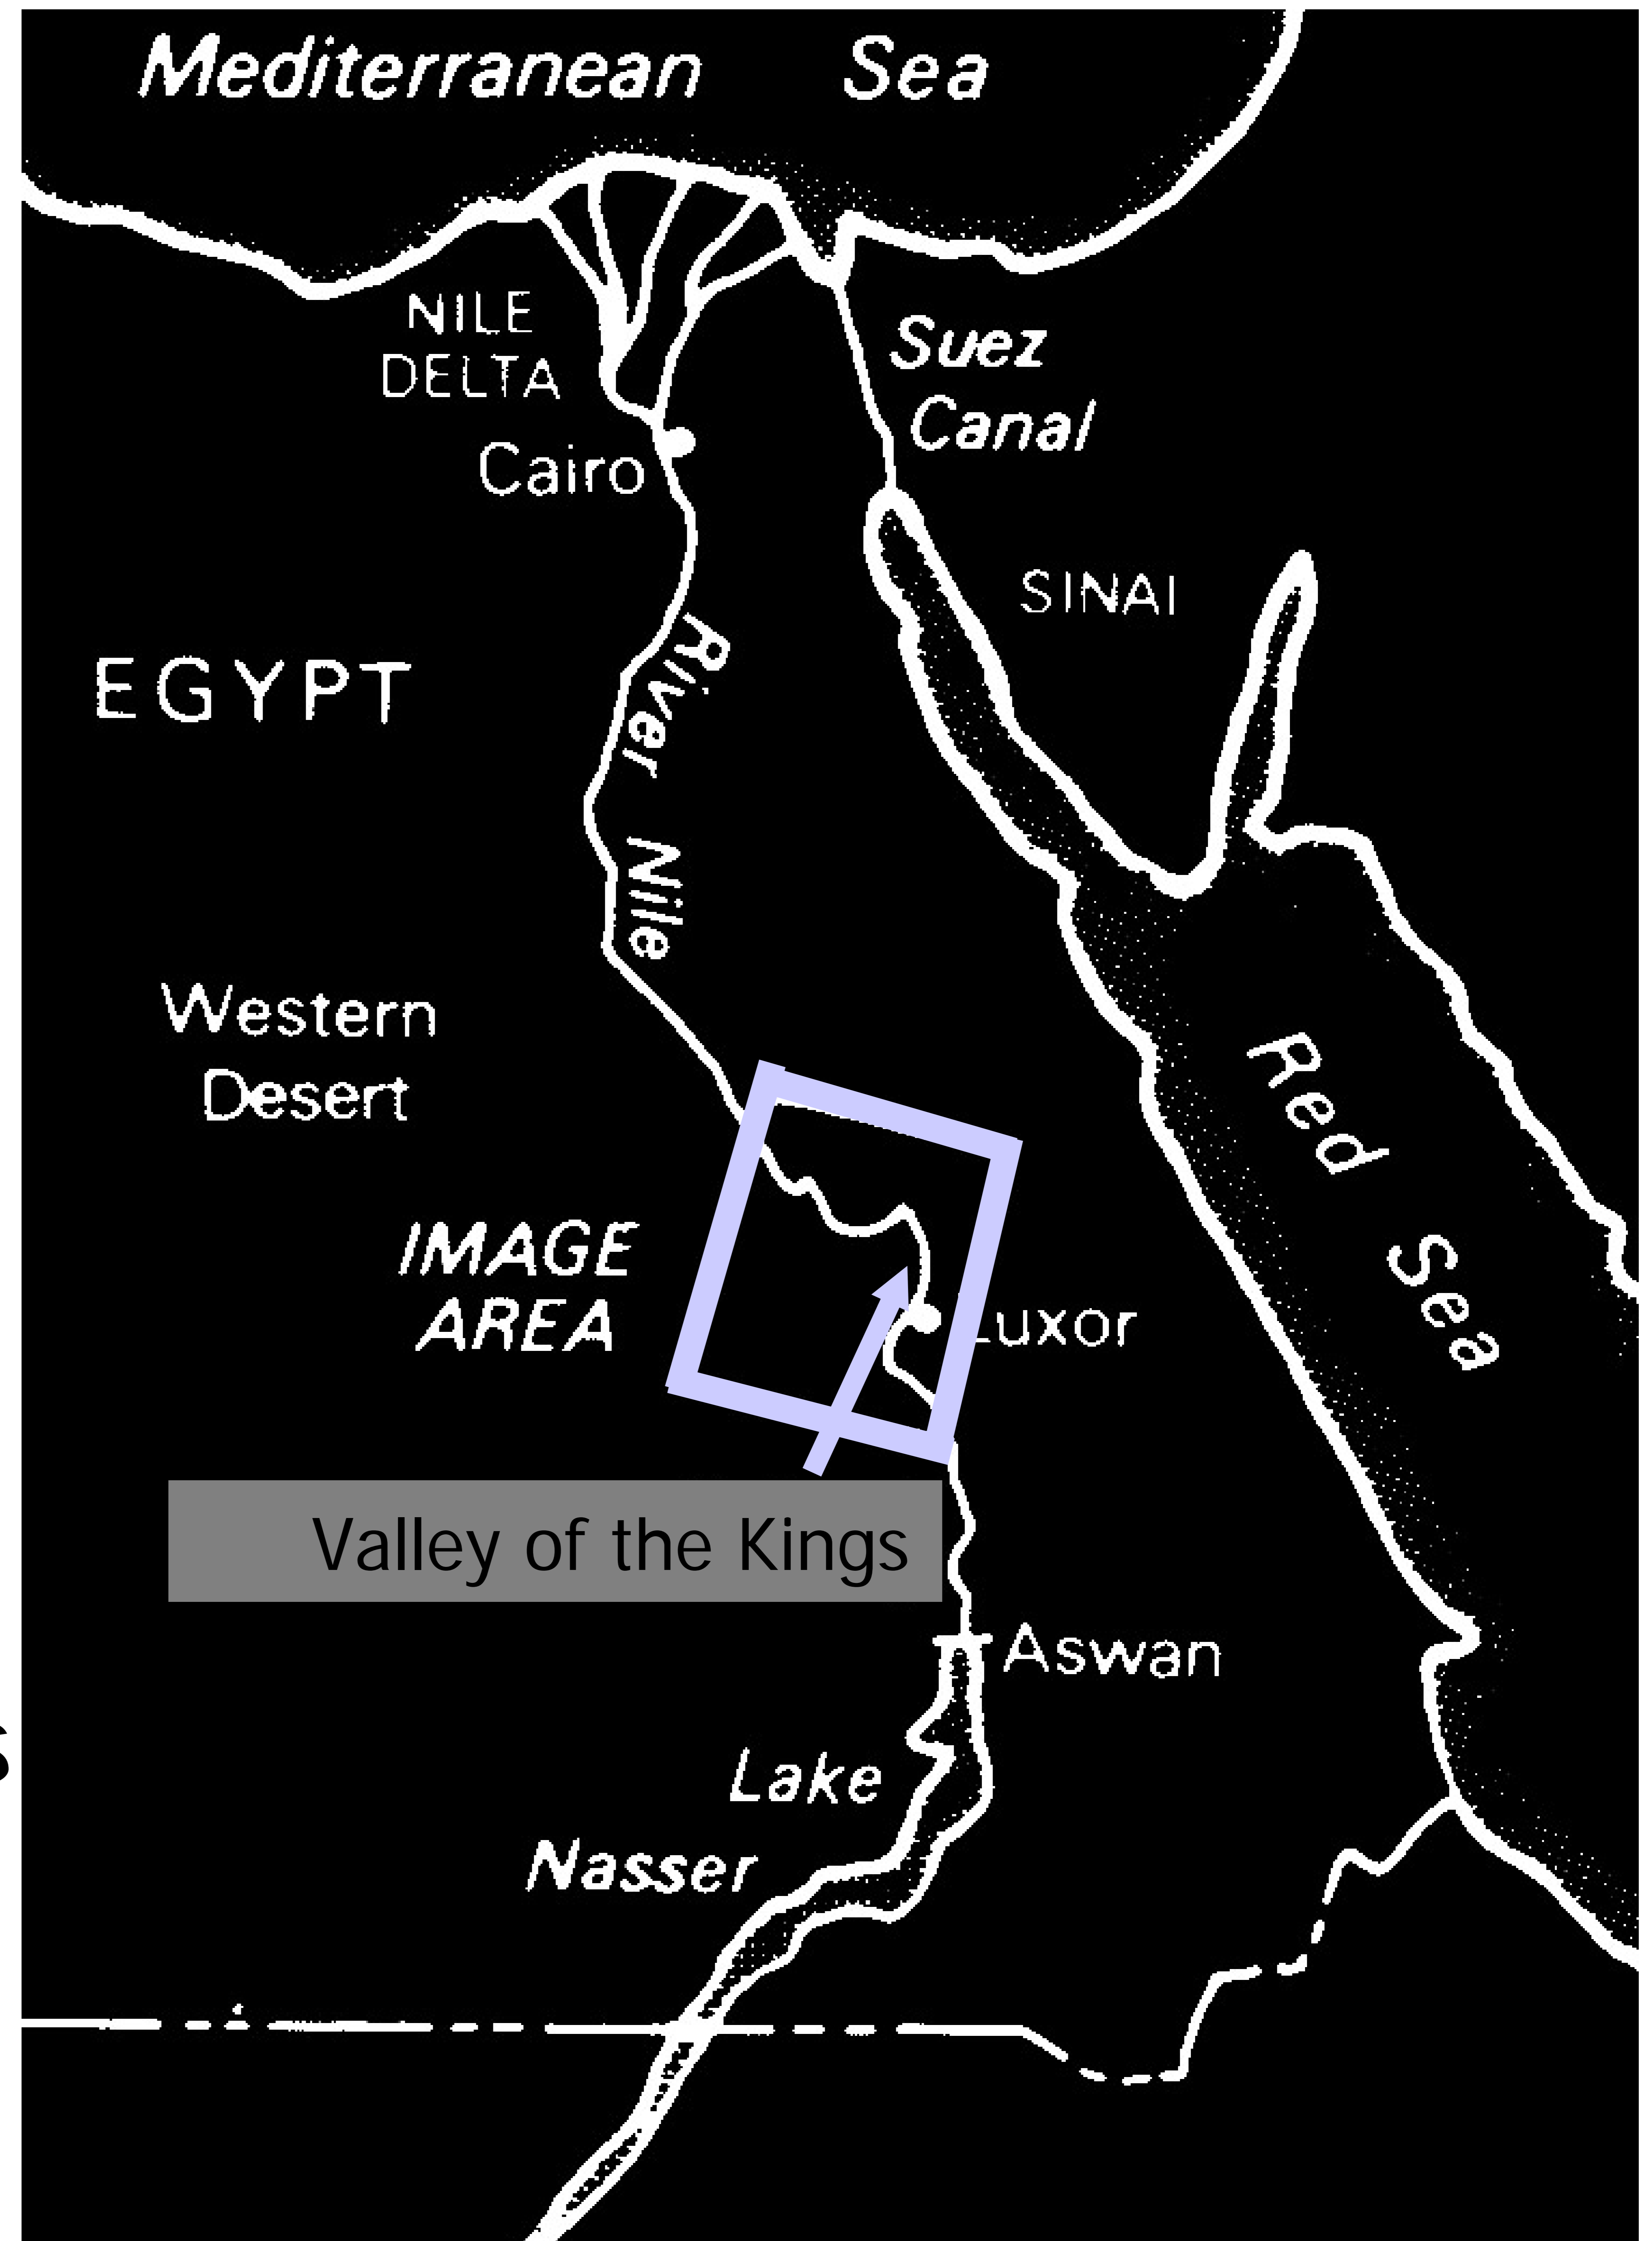 Mediterranean Sea
NILE
DELTA
Suez
Canal
Cairo
SINAI
EGYPT
River Nile
Western
Desert
Red Sea
IMAGE
AREA
Luxor
Valley of the Kings
Aswan
Lake
Nasser